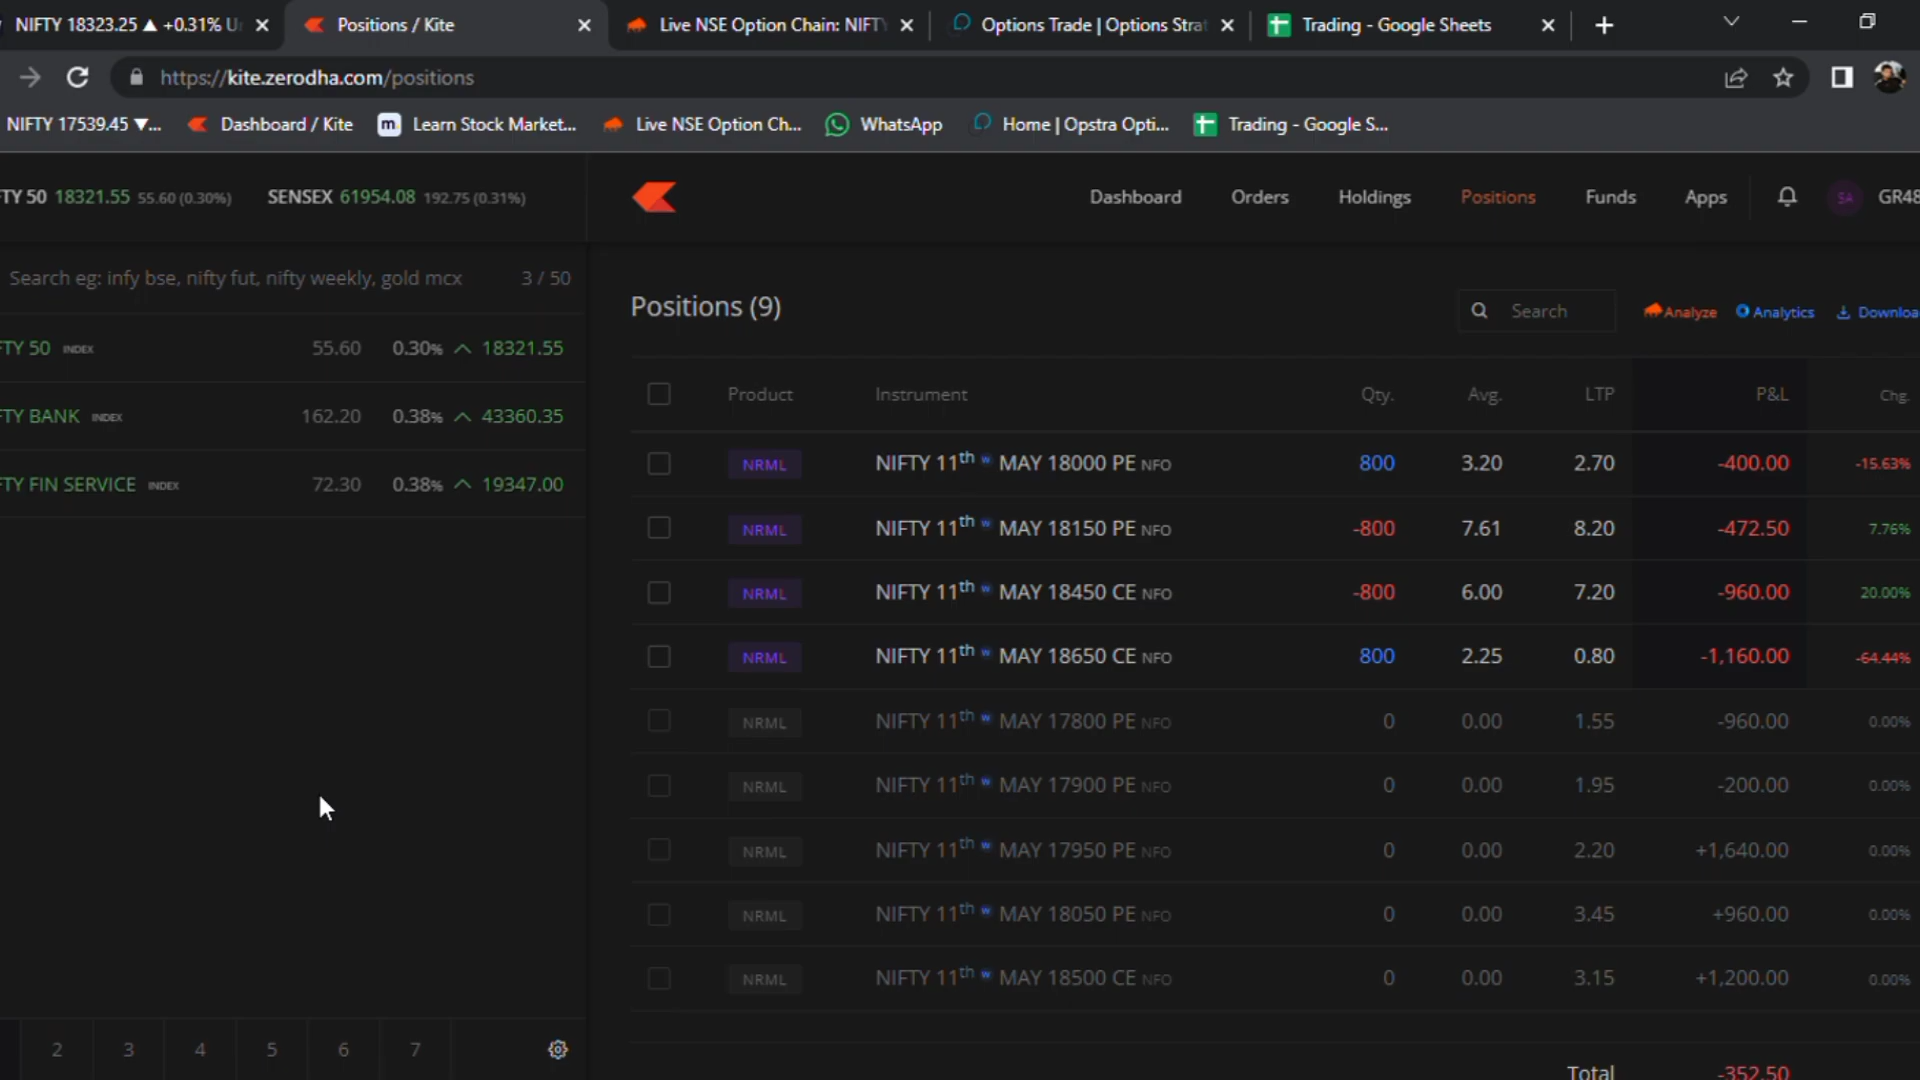 NIFTY 18323.25 ▲ +0.31% U
Positions / Kite
Live NSE Option Chain: NIFTY
Options Trade | Options Strat
Trading - Google Sheets
https://kite.zerodha.com/positions
NIFTY 17539.45 ▼...
Dashboard / Kite
m Learn Stock Market...
Live NSE Option Ch...
WhatsApp
Home | Opstra Opti...
Trading - Google S...
TY 50 18321.55 55.60 (0.30%) SENSEX 61954.08 192.75 (0.31%)
Dashboard Orders Holdings Positions Funds Apps SA GR48
Search eg: infy bse, nifty fut, nifty weekly, gold mcx 3 / 50
TY 50 INDEX 55.60 0.30% 18321.55
TY BANK INDEX 162.20 0.38% 43360.35
TY FIN SERVICE INDEX 72.30 0.38% 19347.00
2 3 4 5 6 7
Positions (9) Search Analyze Analytics Downloa
Product Instrument Qty. Avg. LTP P&L Chg.
NRML NIFTY 11th w MAY 18000 PE NFO 800 3.20 2.70 -400.00 -15.63%
NRML NIFTY 11th w MAY 18150 PE NFO -800 7.61 8.20 -472.50 7.76%
NRML NIFTY 11th w MAY 18450 CE NFO -800 6.00 7.20 -960.00 20.00%
NRML NIFTY 11th w MAY 18650 CE NFO 800 2.25 0.80 -1,160.00 -64.44%
NRML NIFTY 11th w MAY 17800 PE NFO 0 0.00 1.55 -960.00 0.00%
NRML NIFTY 11th w MAY 17900 PE NFO 0 0.00 1.95 -200.00 0.00%
NRML NIFTY 11th w MAY 17950 PE NFO 0 0.00 2.20 +1,640.00 0.00%
NRML NIFTY 11th w MAY 18050 PE NFO 0 0.00 3.45 +960.00 0.00%
NRML NIFTY 11th w MAY 18500 CE NFO 0 0.00 3.15 +1,200.00 0.00%
Total -352.50